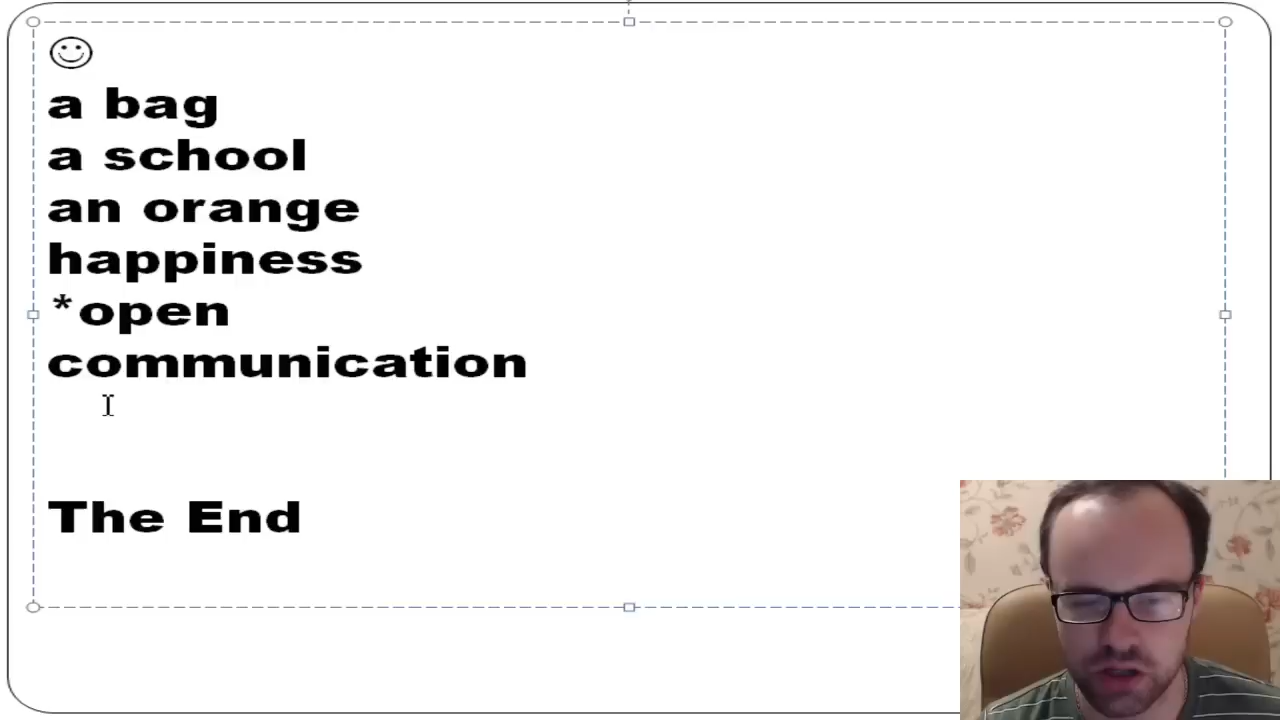 a bag
a school
an orange
happiness
*open
communication
The End